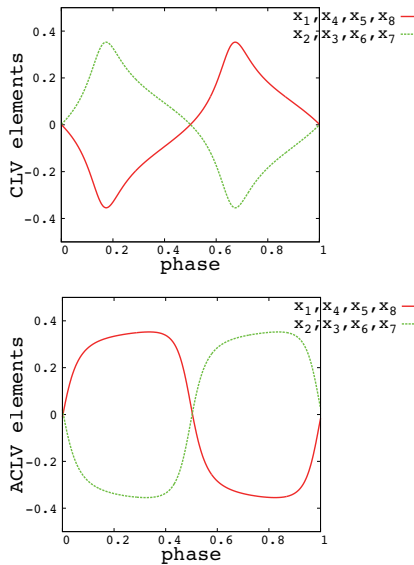 x₁,x₄,x₅,x₈
x₂,x₃,x₆,x₇
0.4
0.2
0
-0.2
-0.4
CLV elements
0 0.2 0.4 0.6 0.8 1
phase
x₁,x₄,x₅,x₈
x₂,x₃,x₆,x₇
0.4
0.2
0
-0.2
-0.4
ACLV elements
0 0.2 0.4 0.6 0.8 1
phase